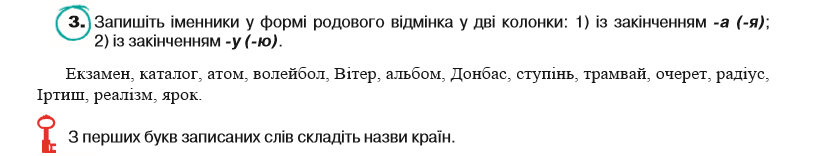 3. Запишіть іменники у формі родового відмінка у дві колонки: 1) із закінченням -а (-я);
2) із закінченням -у (-ю).
Екзамен, каталог, атом, волейбол, Вітер, альбом, Донбас, ступінь, трамвай, очерет, радіус,
Іртиш, реалізм, ярок.
З перших букв записаних слів складіть назви країн.